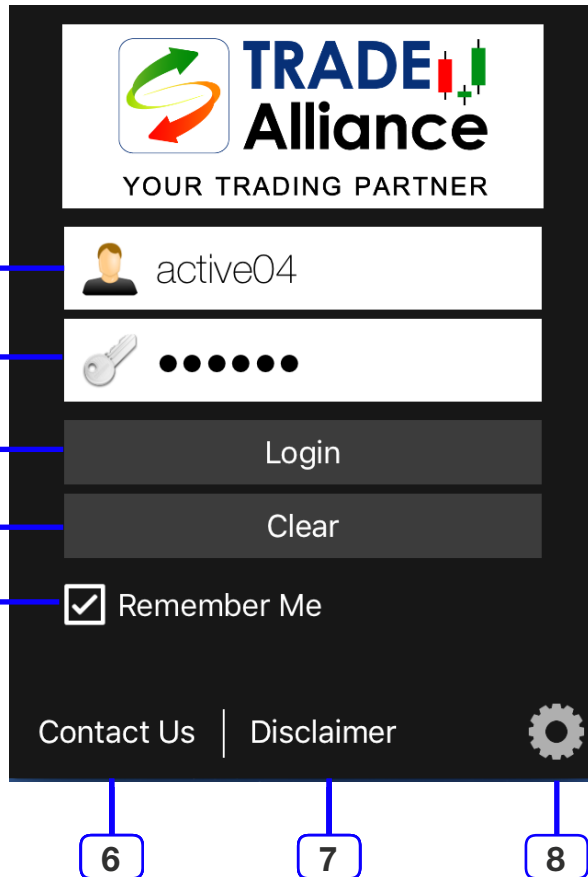 TRADE
Alliance
YOUR TRADING PARTNER
active04
●●●●●●
Login
Clear
Remember Me
Contact Us | Disclaimer
6 7 8